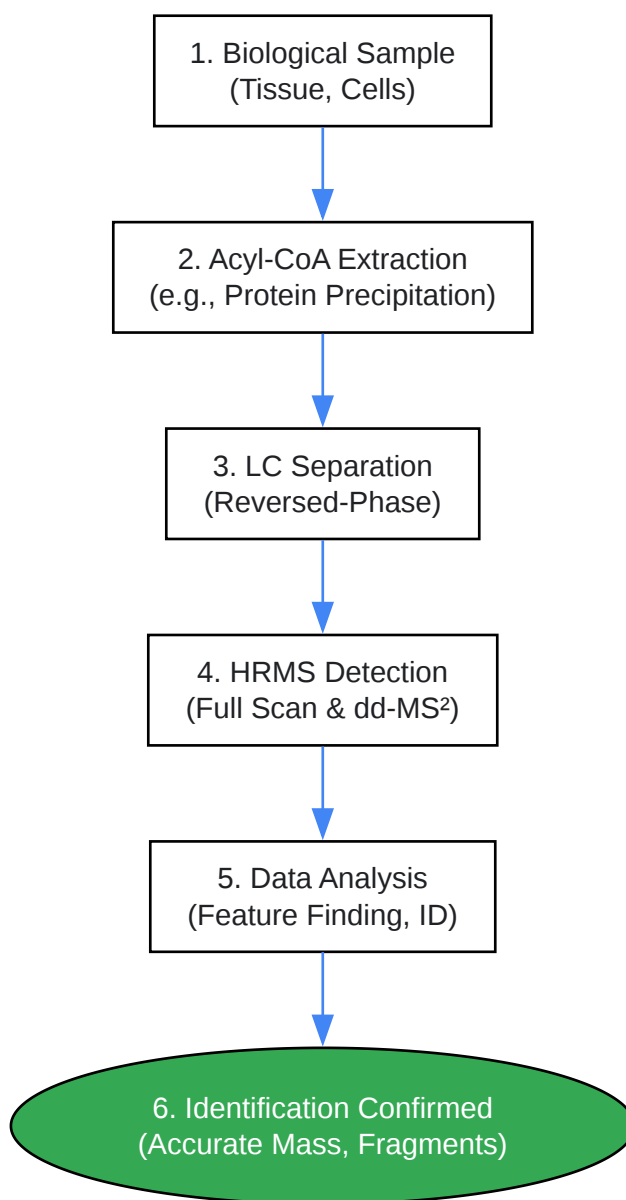 1. Biological Sample
(Tissue, Cells)
2. Acyl-CoA Extraction
(e.g., Protein Precipitation)
3. LC Separation
(Reversed-Phase)
4. HRMS Detection
(Full Scan & dd-MS²)
5. Data Analysis
(Feature Finding, ID)
6. Identification Confirmed
(Accurate Mass, Fragments)